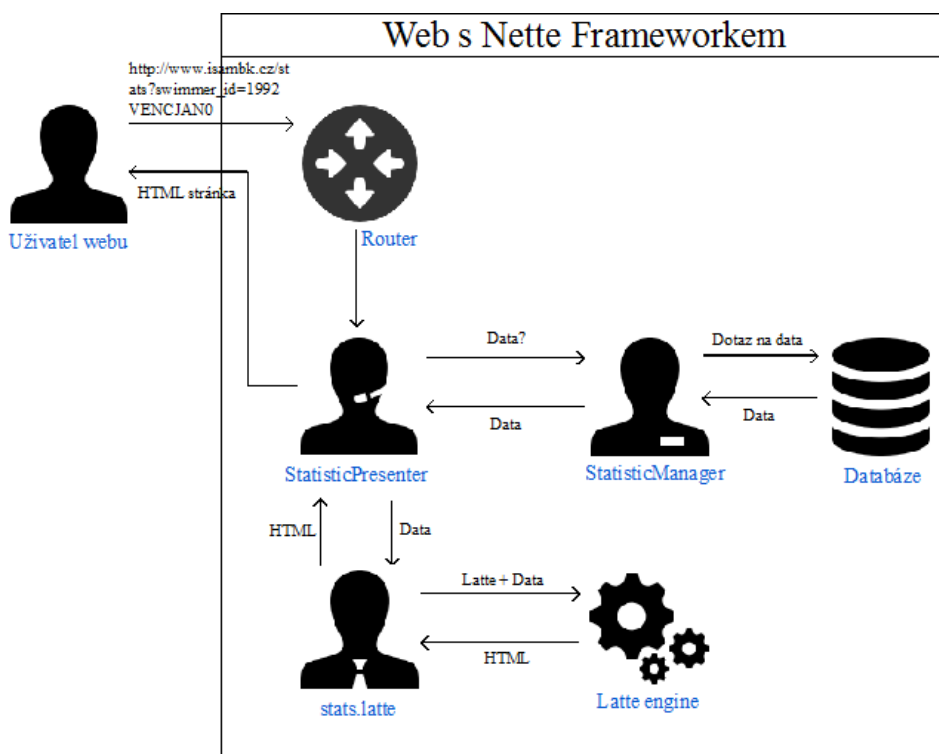 Web s Nette Frameworkem
http://www.isambk.cz/st
ats?swimmer_id=1992
VENCJAN0
HTML stránka
Uživatel webu
Router
Data?
Dotaz na data
Data
Data
StatisticPresenter
StatisticManager
Databáze
HTML
Data
Latte + Data
HTML
stats.latte
Latte engine